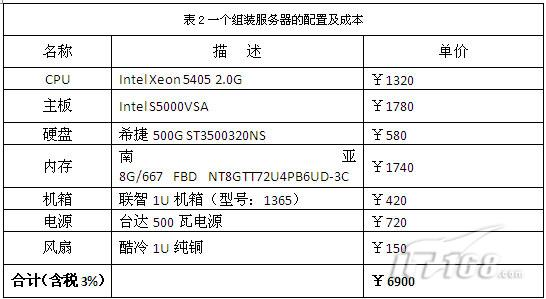 表2一个组装服务器的配置及成本
名称 描 述 单价
CPU Intel Xeon 5405 2.0G ￥1320
主板 Intel S5000VSA ￥1780
硬盘 希捷 500G ST3500320NS ￥580
内存 南 亚 ￥1740
8G/667 FBD NT8GTT72U4PB6UD-3C
机箱 联智 1U 机箱（型号：1365） ￥420
电源 台达 500 瓦电源 ￥720
风扇 酷冷 1U 纯铜 ￥150
合计（含税 3%） ￥6900
IT168.com